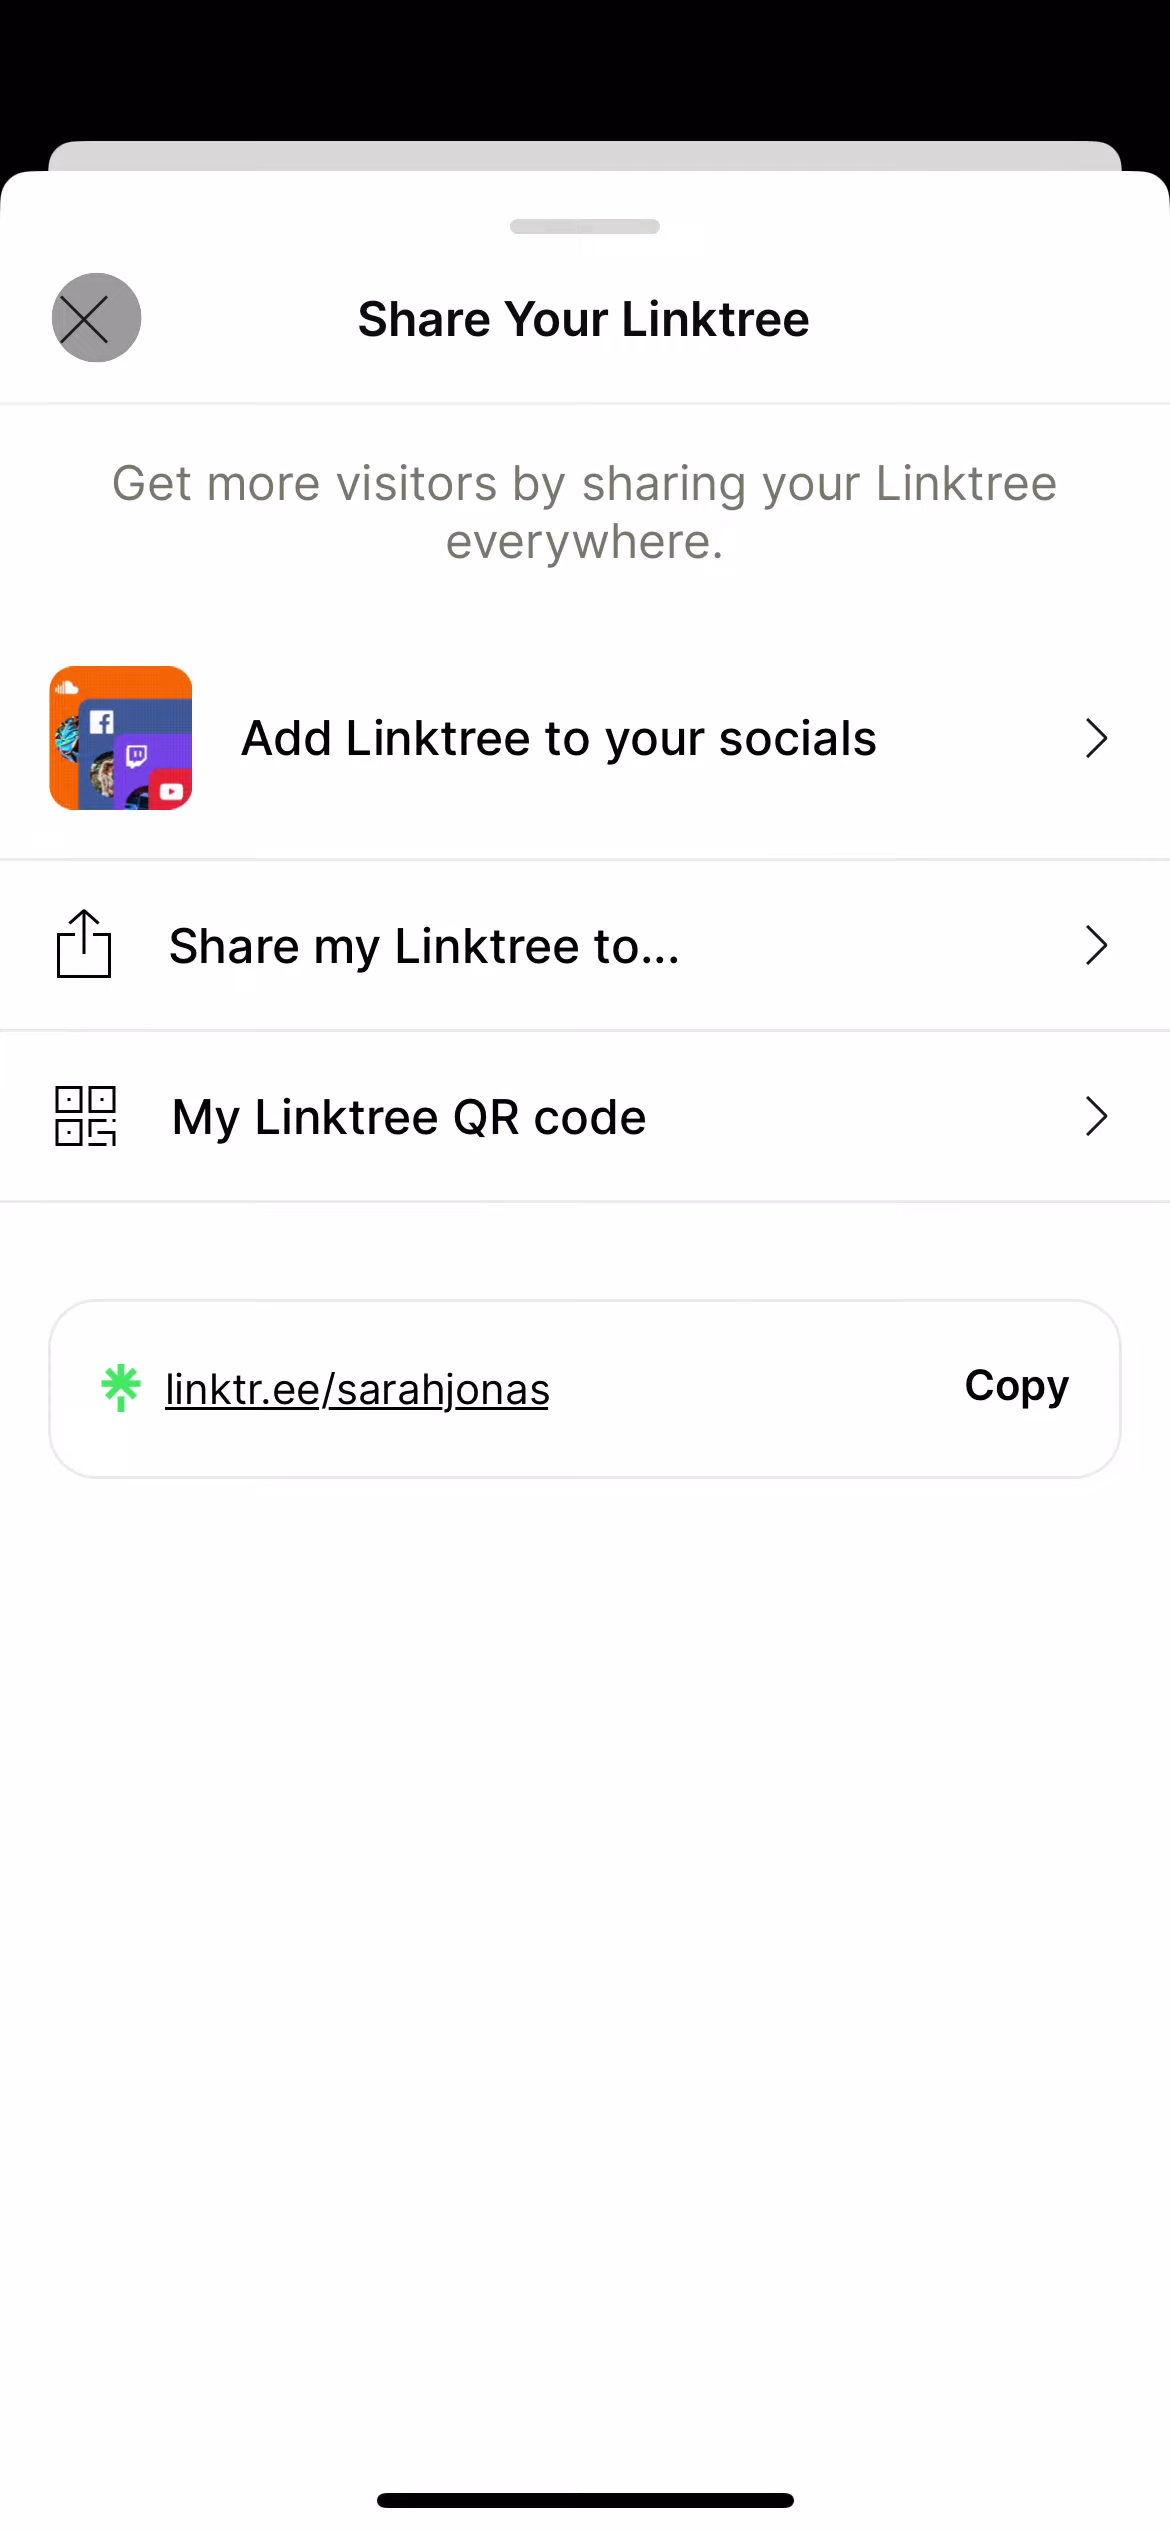 Share Your Linktree
Get more visitors by sharing your Linktree
everywhere.
Add Linktree to your socials
Share my Linktree to...
My Linktree QR code
linktr.ee/sarahjonas
Copy